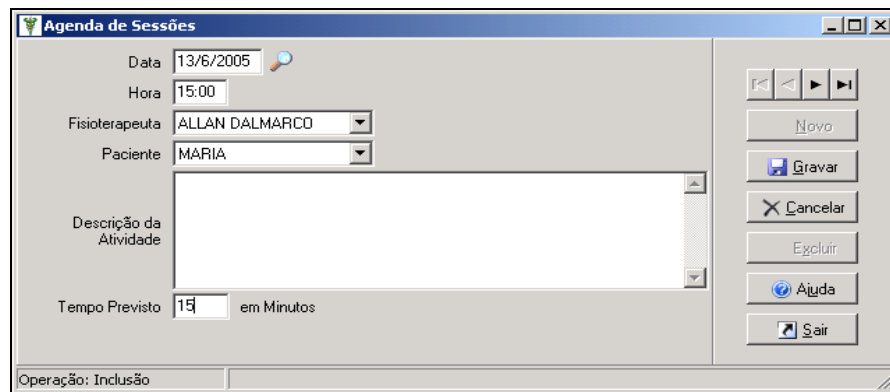 Agenda de Sessões
Data 13/6/2005
Hora 15:00
Fisioterapeuta ALLAN DALMARCO
Paciente MARIA
Descrição da
Atividade
Tempo Previsto 15 em Minutos
Novo
Gravar
Cancelar
Excluir
Ajuda
Sair
Operação: Inclusão